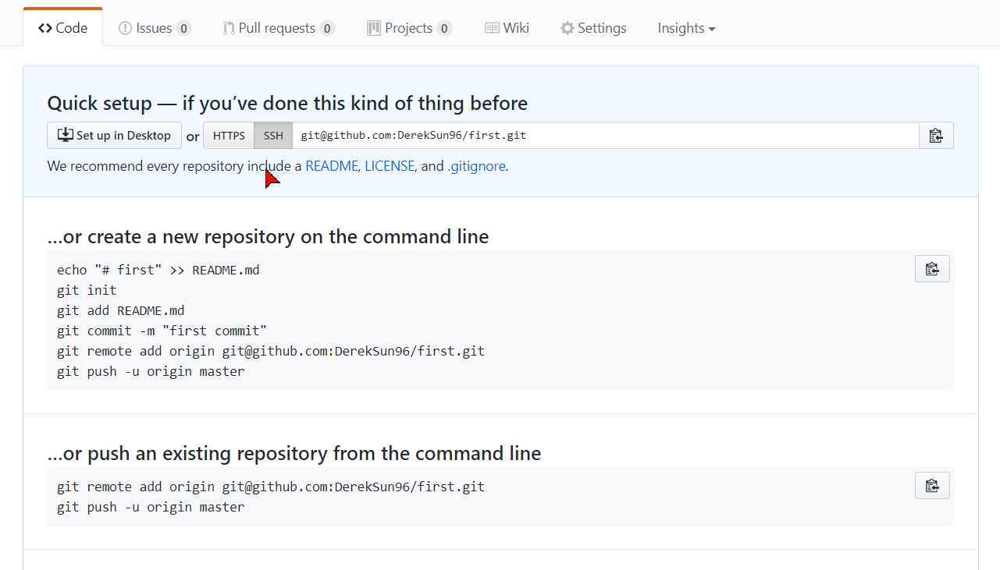 Code Issues 0 Pull requests 0 Projects 0 Wiki Settings Insights
Quick setup — if you’ve done this kind of thing before
Set up in Desktop or HTTPS SSH git@github.com:DerekSun96/first.git
We recommend every repository include a README, LICENSE, and .gitignore.
…or create a new repository on the command line
echo "# first" >> README.md
git init
git add README.md
git commit -m "first commit"
git remote add origin git@github.com:DerekSun96/first.git
git push -u origin master
…or push an existing repository from the command line
git remote add origin git@github.com:DerekSun96/first.git
git push -u origin master